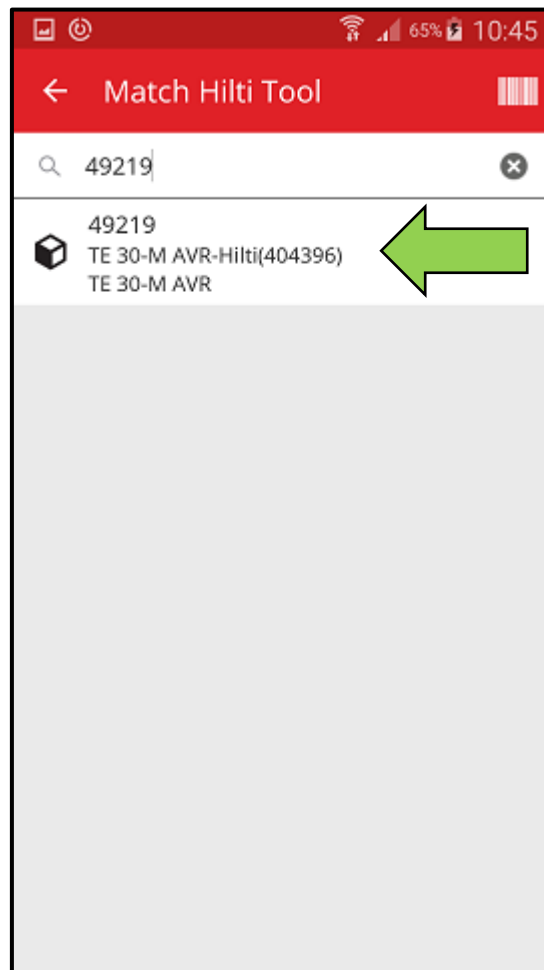 65% 10:45
Match Hilti Tool
49219
49219
TE 30-M AVR-Hilti(404396)
TE 30-M AVR